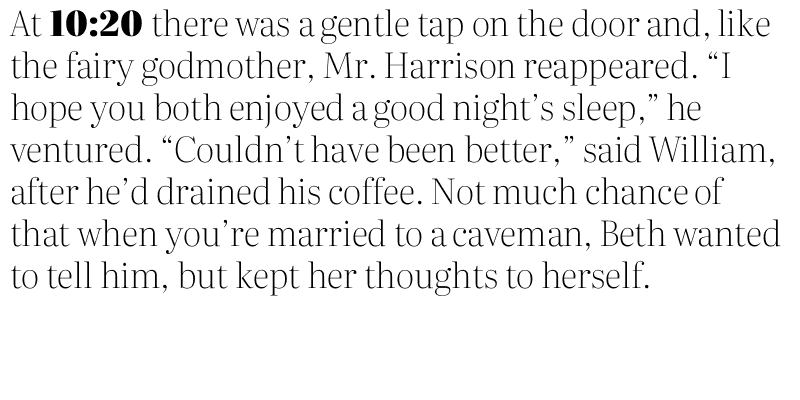 At 10:20 there was a gentle tap on the door and, like
the fairy godmother, Mr. Harrison reappeared. “I
hope you both enjoyed a good night’s sleep,” he
ventured. “Couldn’t have been better,” said William,
after he’d drained his coffee. Not much chance of
that when you’re married to a caveman, Beth wanted
to tell him, but kept her thoughts to herself.